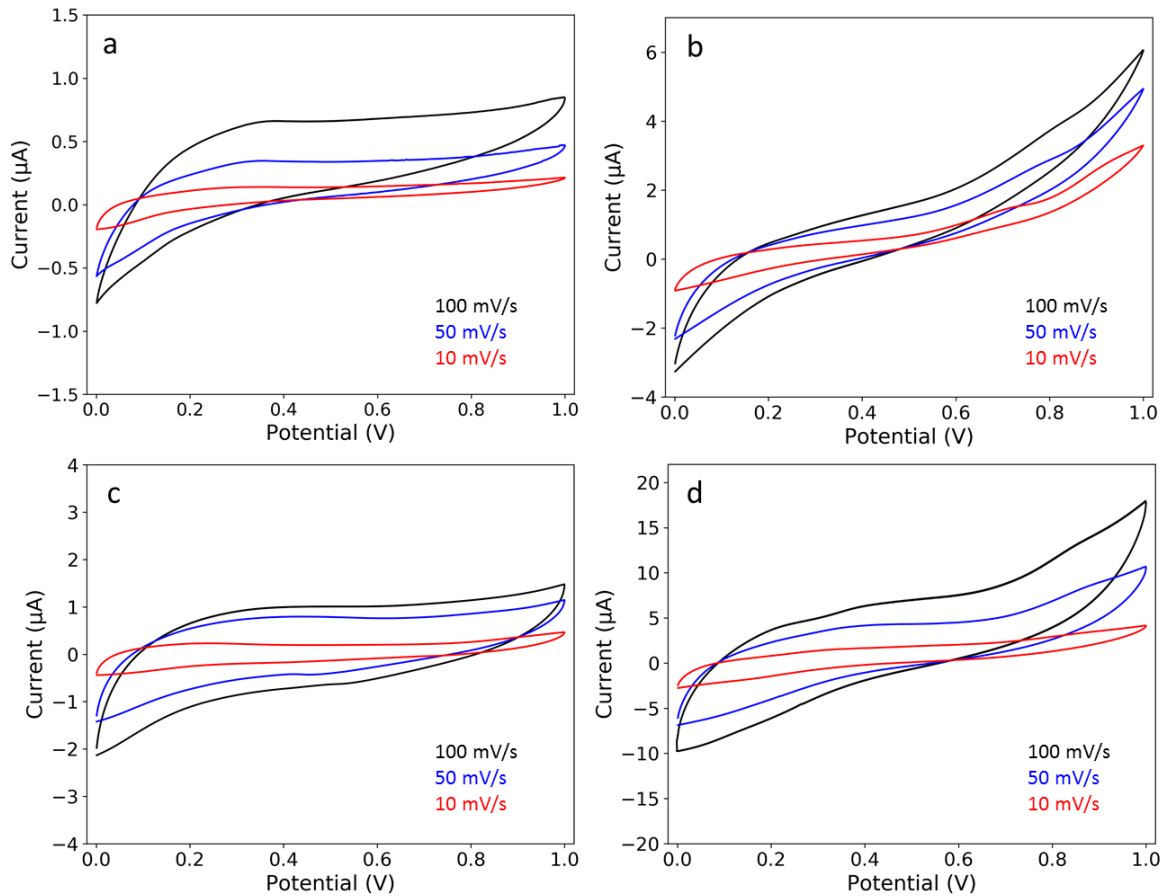 a
1.5
1.0
0.5
0.0
−0.5
−1.0
−1.5
Current (µA)
100 mV/s
50 mV/s
10 mV/s
0.0 0.2 0.4 0.6 0.8 1.0
Potential (V)
b
6
4
2
0
−2
−4
Current (µA)
100 mV/s
50 mV/s
10 mV/s
0.0 0.2 0.4 0.6 0.8 1.0
Potential (V)
c
4
3
2
1
0
−1
−2
−3
−4
Current (µA)
100 mV/s
50 mV/s
10 mV/s
0.0 0.2 0.4 0.6 0.8 1.0
Potential (V)
d
20
15
10
5
0
−5
−10
−15
−20
Current (µA)
100 mV/s
50 mV/s
10 mV/s
0.0 0.2 0.4 0.6 0.8 1.0
Potential (V)